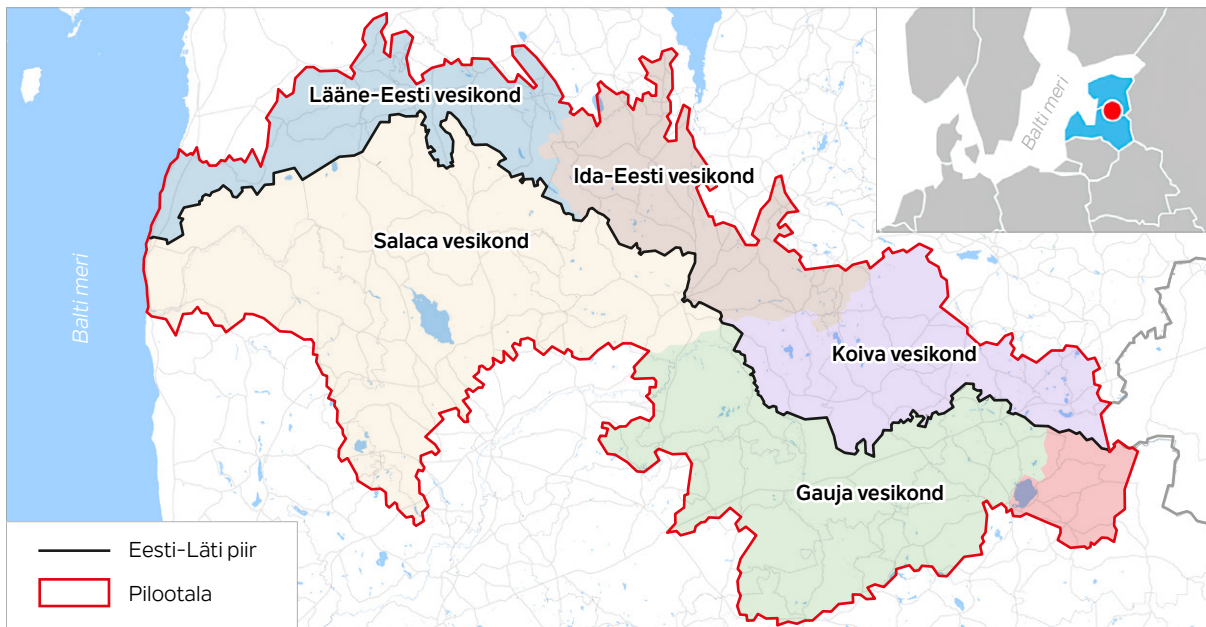 Lääne-Eesti vesikond
Ida-Eesti vesikond
Salaca vesikond
Koiva vesikond
Gauja vesikond
Balti meri
Balti meri
Eesti-Läti piir
Pilootala